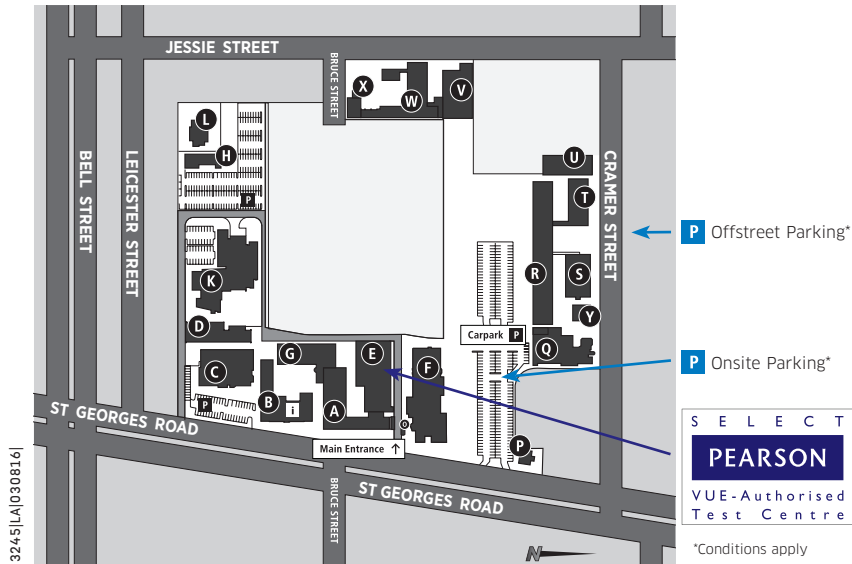 JESSIE STREET
BRUCE STREET
X
W
V
L
H
P
BELL STREET
LEICESTER STREET
CRAMER STREET
U
T
P Offstreet Parking*
K
R
S
Y
D
G
E
F
Carpark P
Q
P Onsite Parking*
C
B
i
A
P
ST GEORGES ROAD
Main Entrance ↑
P
SELECT
PEARSON
VUE-Authorised
Test Centre
BRUCE STREET
ST GEORGES ROAD
N
*Conditions apply
3245|LA|030816|